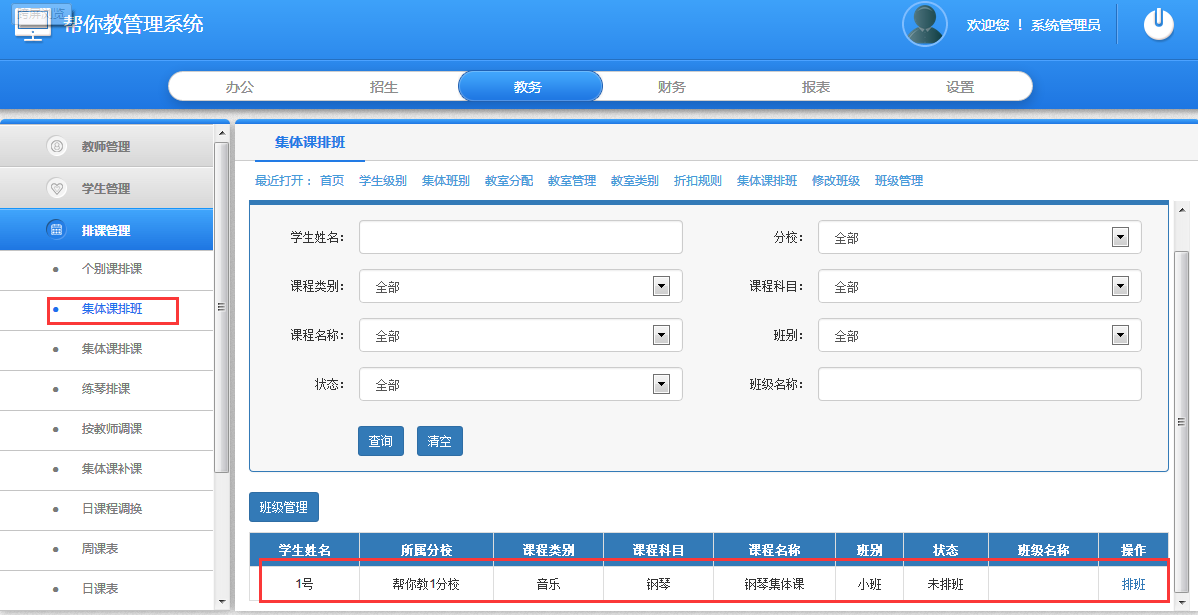 跨屏浏览
帮你教管理系统
欢迎您 ！ 系统管理员
办公 招生 教务 财务 报表 设置
教师管理
学生管理
排课管理
个别课排课
集体课排班
集体课排课
练琴排课
按教师调课
集体课补课
日课程调换
周课表
日课表
集体课排班
最近打开： 首页 学生级别 集体班别 教室分配 教室管理 教室类别 折扣规则 集体课排班 修改班级 班级管理
学生姓名： 分校： 全部
课程类别： 全部 课程科目： 全部
课程名称： 全部 班别： 全部
状态： 全部 班级名称：
查询 清空
班级管理
学生姓名 所属分校 课程类别 课程科目 课程名称 班别 状态 班级名称 操作
1号 帮你教1分校 音乐 钢琴 钢琴集体课 小班 未排班 排班